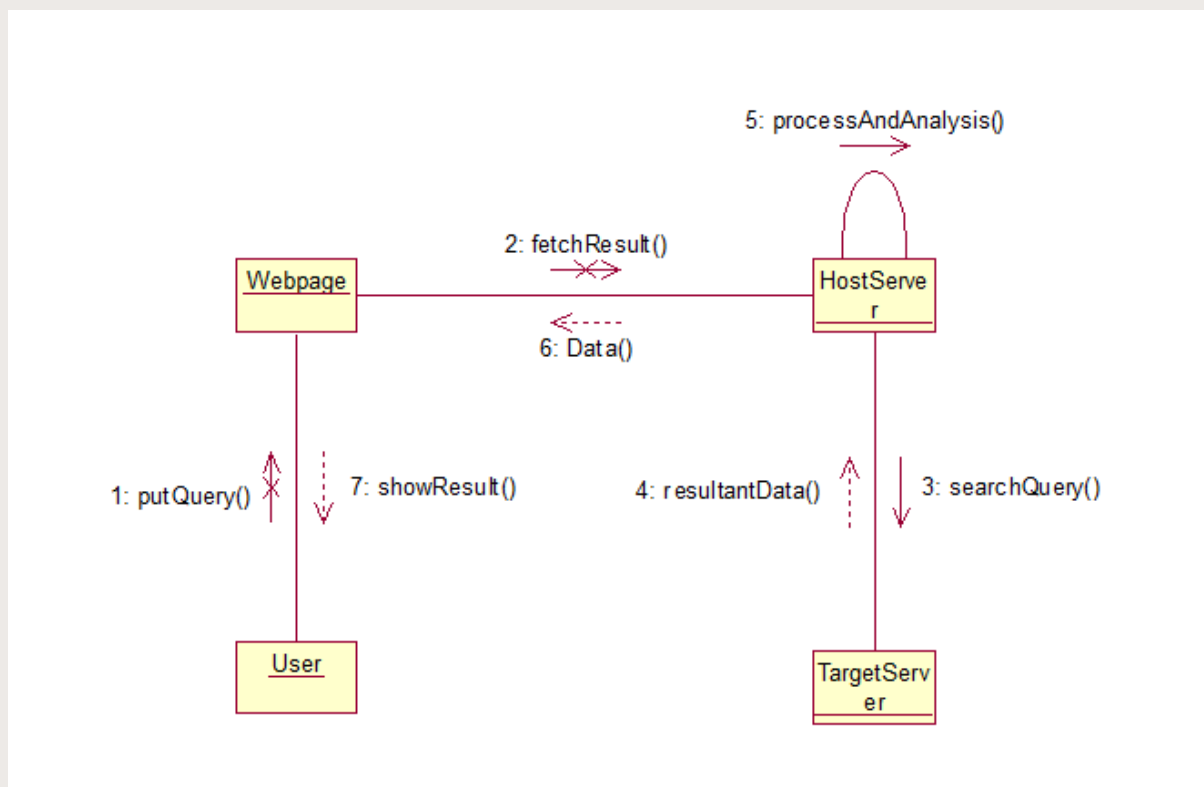 5: processAndAnalysis()
2: fetchResult()
Webpage
HostServe
r
6: Data()
1: putQuery()
7: showResult()
4: resultantData()
3: searchQuery()
User
TargetServ
er